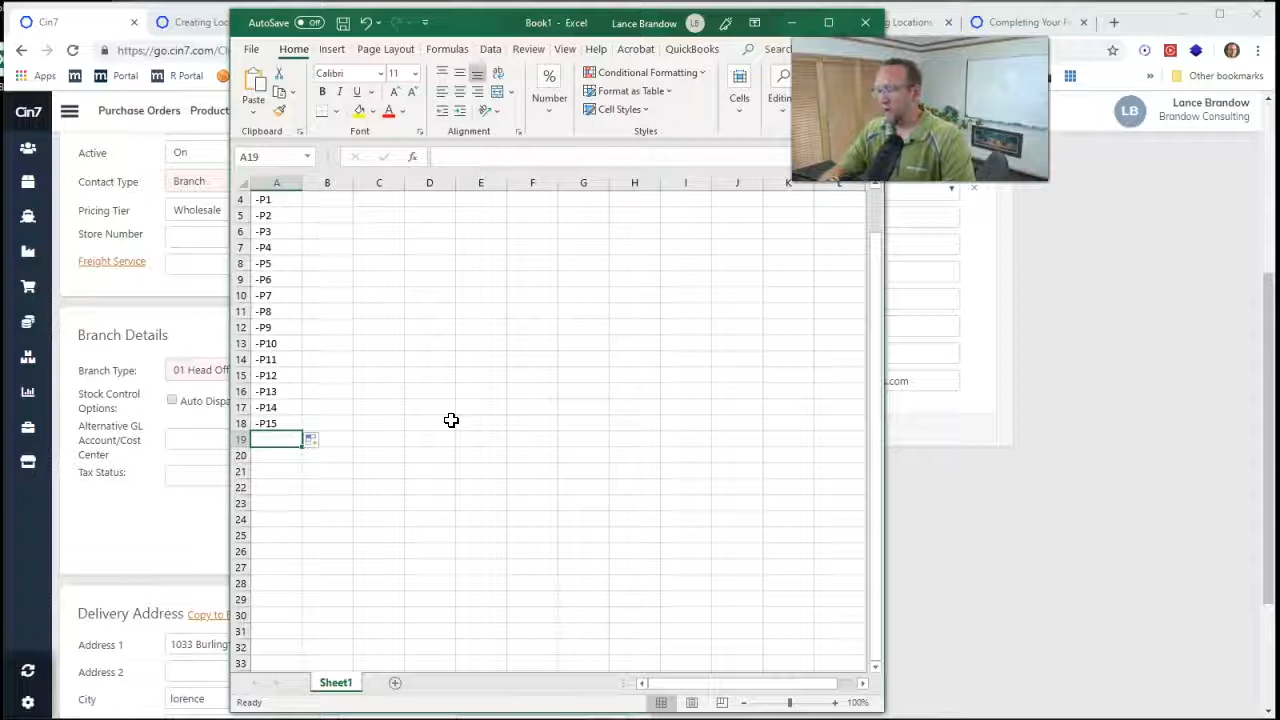 Cin7
Creating Loc
AutoSave Off
Book1 - Excel
Lance Brandow
LB
ng Locations
Completing Your F
https://go.cin7.com/Cl
File
Home
Insert
Page Layout
Formulas
Data
Review
View
Help
Acrobat
QuickBooks
Search
Apps
Portal
Portal
R Portal
Other bookmarks
Paste
Calibri
11
B I U
Number
Conditional Formatting
Format as Table
Cell Styles
Cells
Editing
Clipboard
Font
Alignment
Styles
Cin7
Purchase Orders
Product
LB
Lance Brandow
Brandow Consulting
A19
fx
A B C D E F G H I J K L
4 -P1
5 -P2
6 -P3
7 -P4
8 -P5
9 -P6
10 -P7
11 -P8
12 -P9
13 -P10
14 -P11
15 -P12
16 -P13
17 -P14
18 -P15
19
20
21
22
23
24
25
26
27
28
29
30
31
32
33
Active
On
Contact Type
Branch
Pricing Tier
Wholesale
Store Number
Freight Service
Branch Details
Branch Type:
01 Head Off
Stock Control
Options:
Auto Dispa
Alternative GL
Account/Cost
Center
Tax Status:
s.com
Delivery Address Copy to B
Address 1
1033 Burling
Address 2
City
lorence
Sheet1
Ready
100%